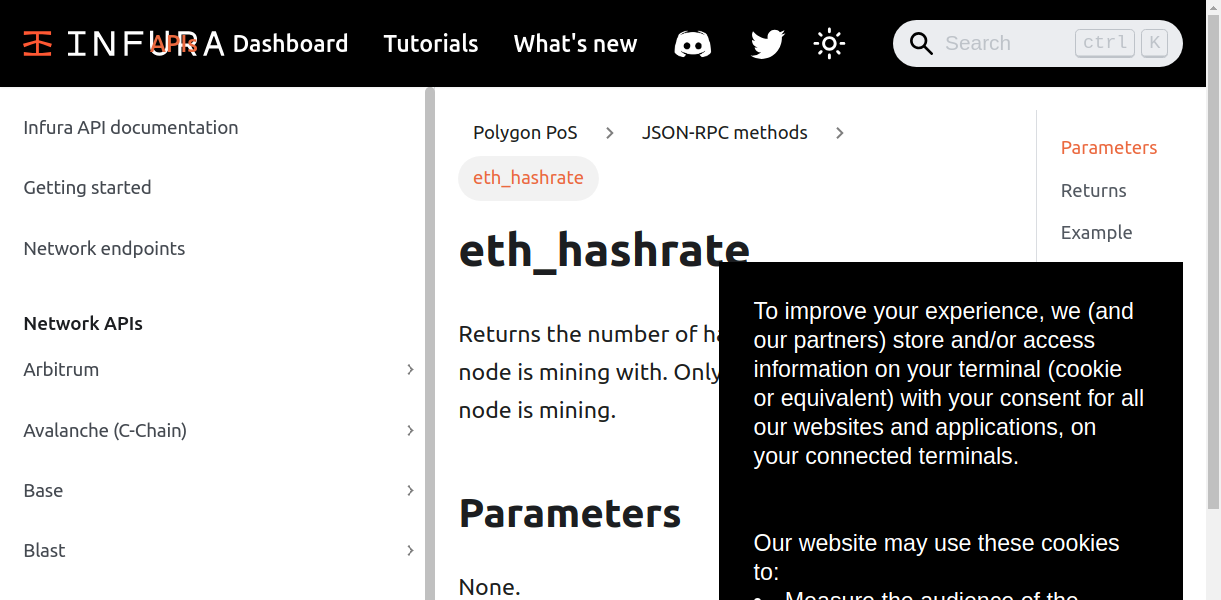 INFURA
APIs
Dashboard
Tutorials
What's new
Search
ctrl
K
Infura API documentation
Getting started
Network endpoints
Network APIs
Arbitrum
Avalanche (C-Chain)
Base
Blast
Polygon PoS
JSON-RPC methods
eth_hashrate
eth_hashrate
Returns the number of
node is mining with. Only
node is mining.
Parameters
None.
Parameters
Returns
Example
To improve your experience, we (and
our partners) store and/or access
information on your terminal (cookie
or equivalent) with your consent for all
our websites and applications, on
your connected terminals.
Our website may use these cookies
to:
• Measure the audience of the